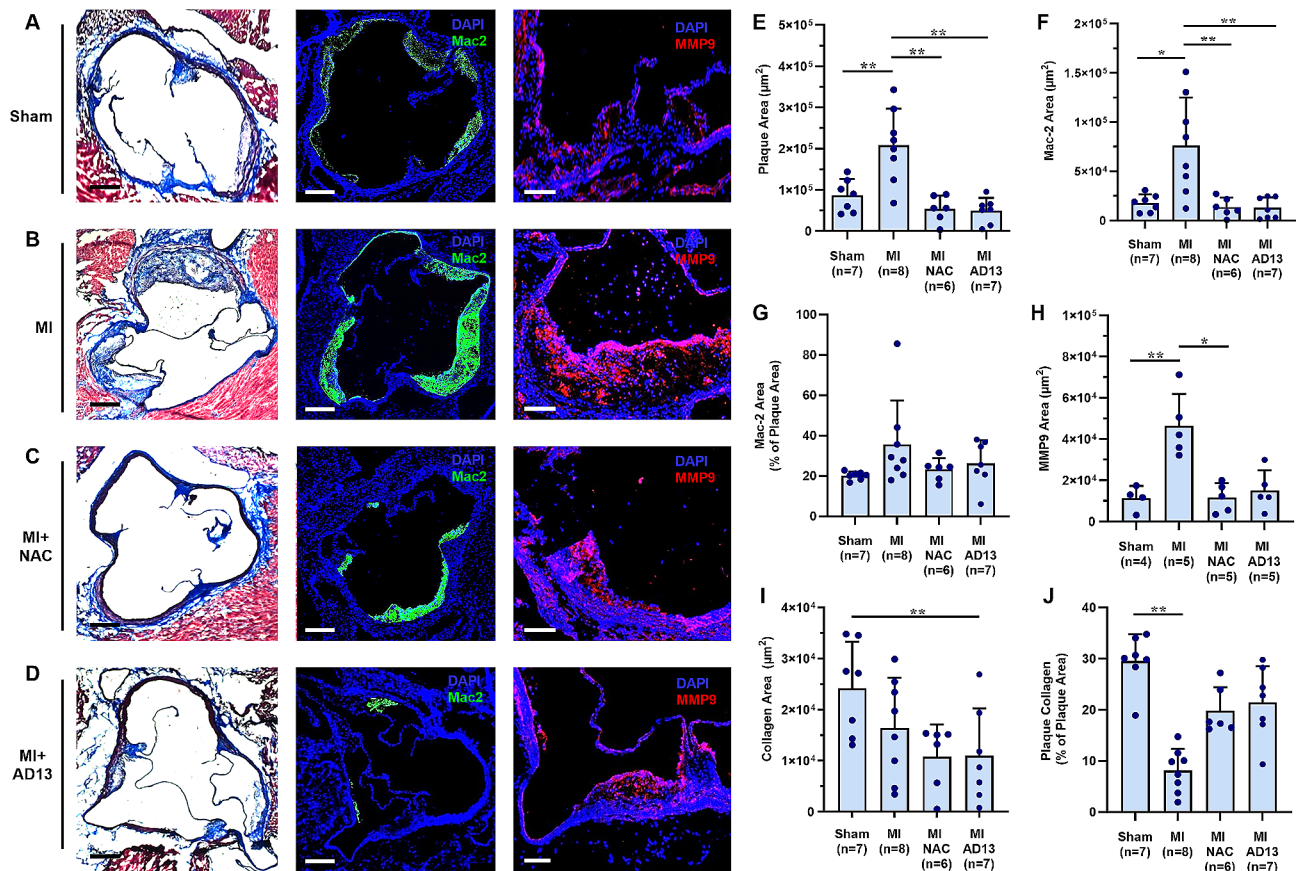 A
Sham
DAPI
Mac2
DAPI
MMP9
B
MI
DAPI
Mac2
DAPI
MMP9
C
MI+
NAC
DAPI
Mac2
DAPI
MMP9
D
MI+
AD13
DAPI
Mac2
DAPI
MMP9
E
Plaque Area (µm²)
5×10⁵
4×10⁵
3×10⁵
2×10⁵
1×10⁵
0
**
**
**
Sham MI MI MI
(n=7) (n=8) NAC AD13
(n=6) (n=7)
F
Mac-2 Area (µm²)
2×10⁵
1.5×10⁵
1×10⁵
5×10⁴
0
*
**
**
Sham MI MI MI
(n=7) (n=8) NAC AD13
(n=6) (n=7)
G
Mac-2 Area
(% of Plaque Area)
100
80
60
40
20
0
Sham MI MI MI
(n=7) (n=8) NAC AD13
(n=6) (n=7)
H
MMP9 Area (µm²)
1×10⁵
8×10⁴
6×10⁴
4×10⁴
2×10⁴
0
**
*
Sham MI MI MI
(n=4) (n=5) NAC AD13
(n=5) (n=5)
I
Collagen Area (µm²)
4×10⁴
3×10⁴
2×10⁴
1×10⁴
0
**
Sham MI MI MI
(n=7) (n=8) NAC AD13
(n=6) (n=7)
J
Plaque Collagen
(% of Plaque Area)
40
30
20
10
0
**
Sham MI MI MI
(n=7) (n=8) NAC AD13
(n=6) (n=7)